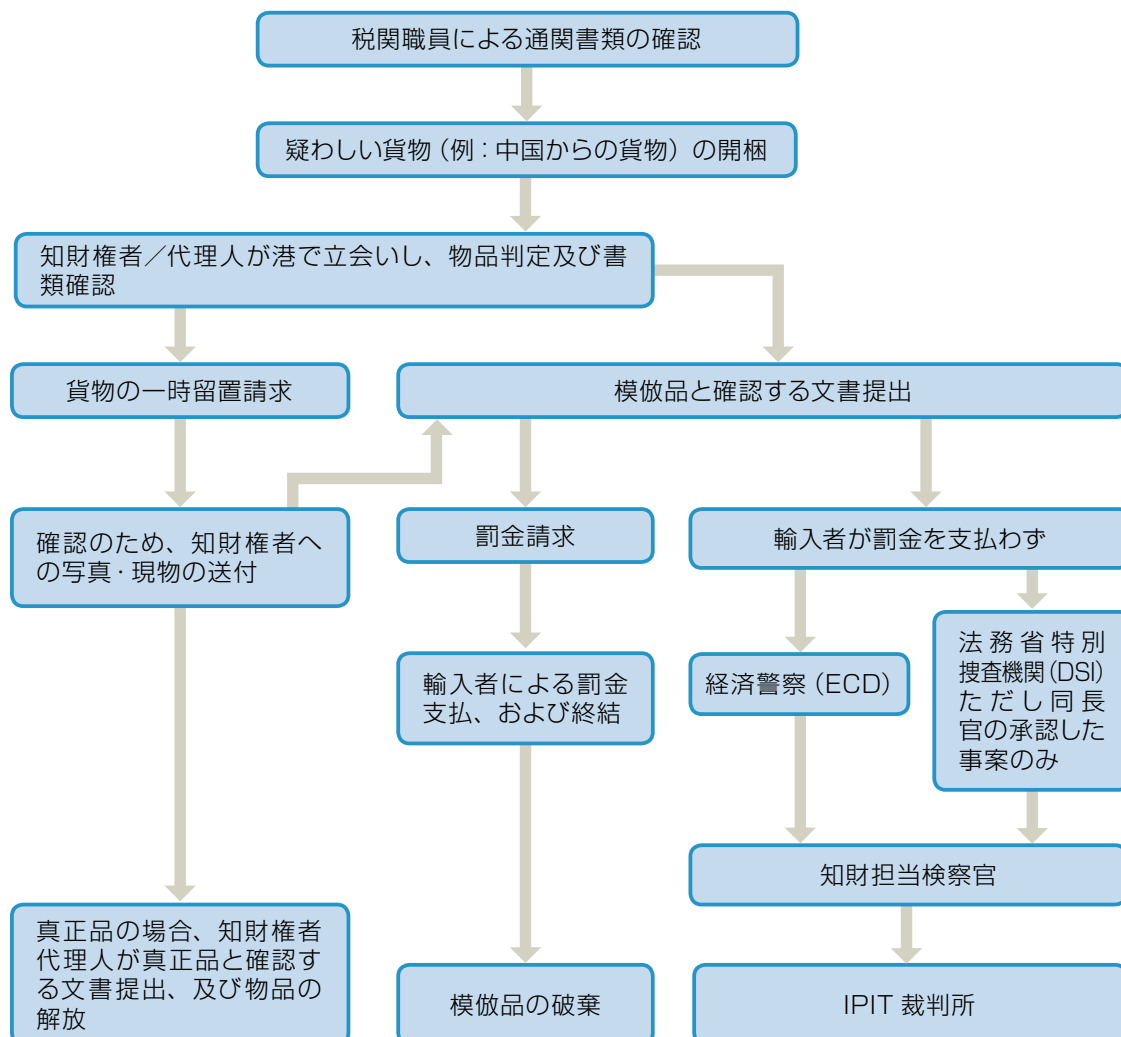 税関職員による通関書類の確認
疑わしい貨物（例：中国からの貨物）の開梱
知財権者／代理人が港で立会いし、物品判定及び書
類確認
貨物の一時留置請求
模倣品と確認する文書提出
確認のため、知財権者へ
の写真・現物の送付
罰金請求
輸入者が罰金を支払わず
輸入者による罰金
支払、および終結
経済警察（ECD）
法務省特別
捜査機関（DSI）
ただし同長
官の承認した
事案のみ
知財担当検察官
真正品の場合、知財権者
代理人が真正品と確認す
る文書提出、及び物品の
解放
模倣品の破棄
IPIT 裁判所